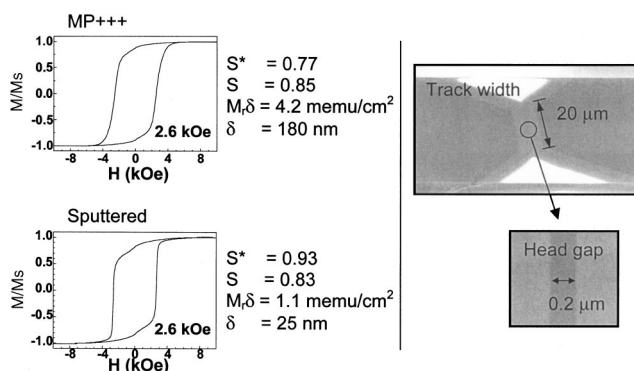 MP+++
M/Ms
1.0
0.5
0.0
-0.5
-1.0
-8 -4 0 4 8
H (kOe)
2.6 kOe
S* = 0.77
S = 0.85
Mrδ = 4.2 memu/cm²
δ = 180 nm
Sputtered
M/Ms
1.0
0.5
0.0
-0.5
-1.0
-8 -4 0 4 8
H (kOe)
2.6 kOe
S* = 0.93
S = 0.83
Mrδ = 1.1 memu/cm²
δ = 25 nm
Track width
20 μm
Head gap
0.2 μm